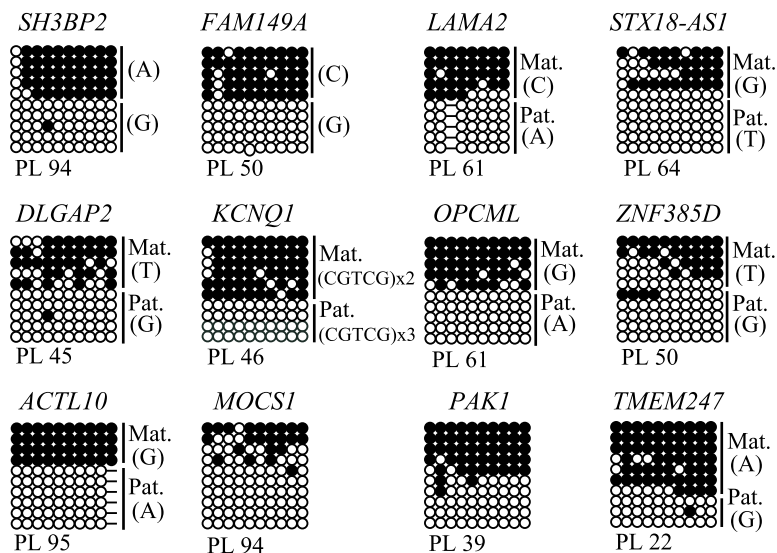 SH3BP2 FAM149A LAMA2 STX18-AS1
(A) (C) Mat. (C) Mat. (G)
(G) (G) Pat. (A) Pat. (T)
PL 94 PL 50 PL 61 PL 64
DLGAP2 KCNQ1 OPCML ZNF385D
Mat. (T) Mat. (CGTCG)x2 Mat. (G) Mat. (T)
Pat. (G) Pat. (CGTCG)x3 Pat. (A) Pat. (G)
PL 45 PL 46 PL 61 PL 50
ACTL10 MOCS1 PAK1 TMEM247
Mat. (G) Mat. (A)
Pat. (A) Pat. (G)
PL 95 PL 94 PL 39 PL 22